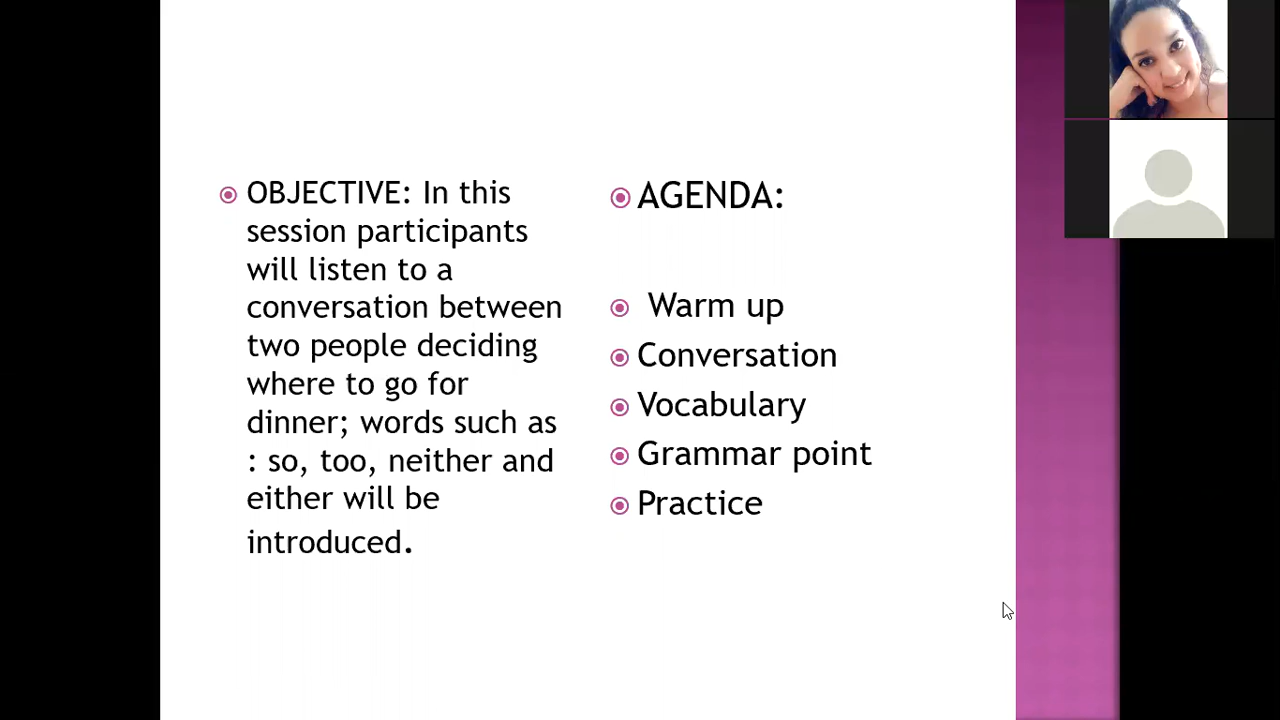 OBJECTIVE: In this
session participants
will listen to a
conversation between
two people deciding
where to go for
dinner; words such as
: so, too, neither and
either will be
introduced.
AGENDA:
Warm up
Conversation
Vocabulary
Grammar point
Practice